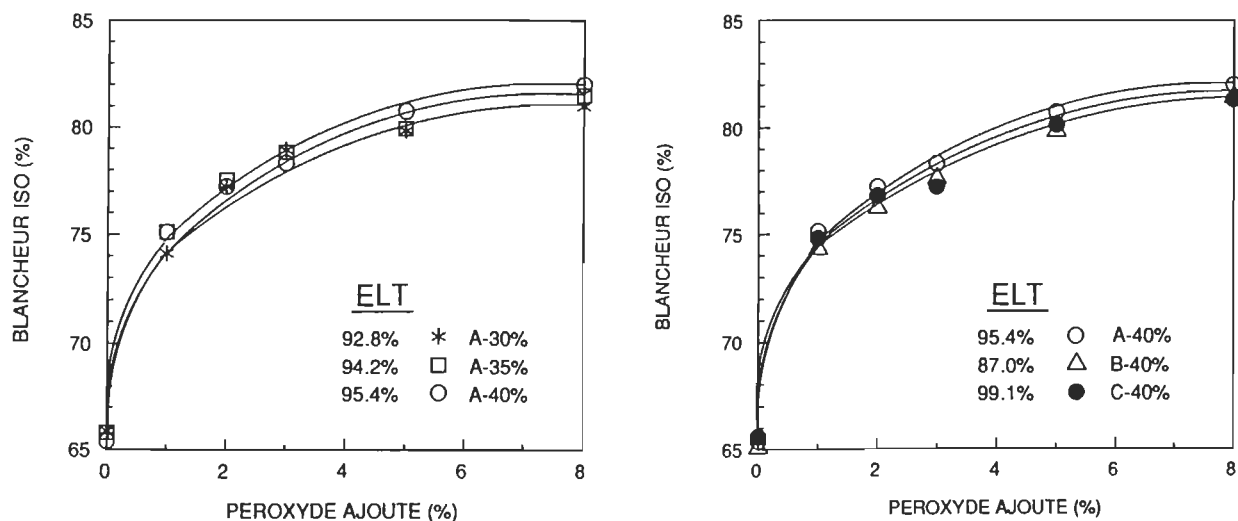 85
80
75
70
65
BLANCHEUR ISO (%)
ELT
92.8% A-30%
94.2% A-35%
95.4% A-40%
0 2 4 6 8
PEROXYDE AJOUTE (%)
85
80
75
70
65
BLANCHEUR ISO (%)
ELT
95.4% A-40%
87.0% B-40%
99.1% C-40%
0 2 4 6 8
PEROXYDE AJOUTE (%)